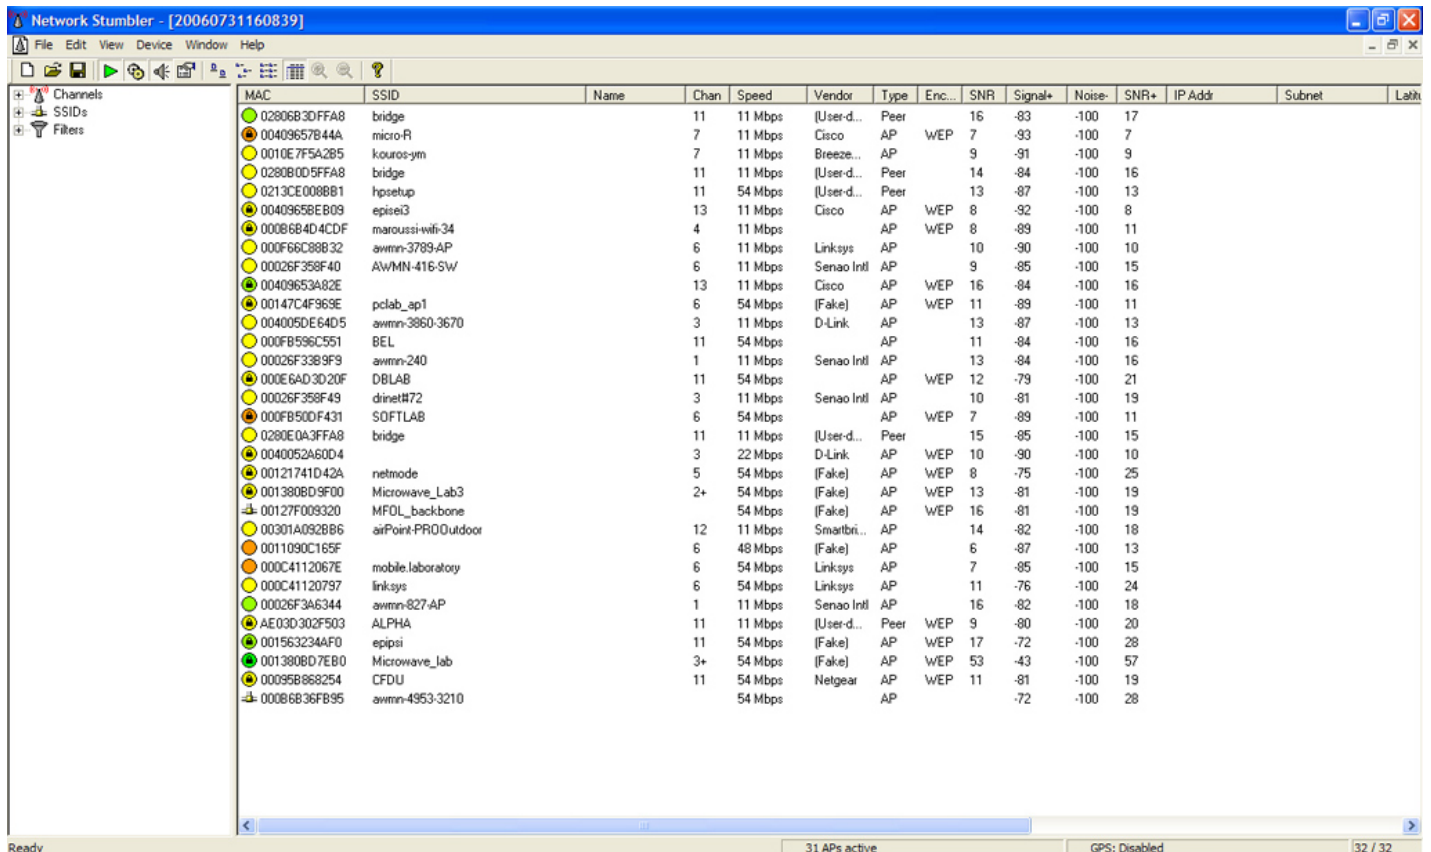 Network Stumbler - [20060731160839]
File Edit View Device Window Help
Channels
SSIDs
Filters
MAC SSID Name Chan Speed Vendor Type Enc... SNR Signal+ Noise- SNR+ IP Addr Subnet Latitu
02806B3DFFA8 bridge 11 11 Mbps (User-d... Peer 16 -83 -100 17
00409657B44A micro-R 7 11 Mbps Cisco AP WEP 7 -93 -100 7
0010E7F5A2B5 kouros-ym 7 11 Mbps Breeze... AP 9 -91 -100 9
0280B0D5FFA8 bridge 11 11 Mbps (User-d... Peer 14 -84 -100 16
0213CE008BB1 hpsetup 11 54 Mbps (User-d... Peer 13 -87 -100 13
0040965BEB09 episei3 13 11 Mbps Cisco AP WEP 8 -92 -100 8
000B6B4D4CDF maroussi-wifi-34 4 11 Mbps AP WEP 8 -89 -100 11
000F66C88B32 awmn-3789-AP 6 11 Mbps Linksys AP 10 -90 -100 10
00026F358F40 AWMN-416-SW 6 11 Mbps Senao Intl AP 9 -85 -100 15
00409653A82E 13 11 Mbps Cisco AP WEP 16 -84 -100 16
00147C4F969E pclab_ap1 6 54 Mbps (Fake) AP WEP 11 -89 -100 11
004005DE64D5 awmn-3860-3670 3 11 Mbps D-Link AP 13 -87 -100 13
000FB596C551 BEL 11 54 Mbps AP 11 -84 -100 16
00026F33B9F9 awmn-240 1 11 Mbps Senao Intl AP 13 -84 -100 16
000E6AD3D20F DBLAB 11 54 Mbps AP WEP 12 -79 -100 21
00026F358F49 drinet#72 3 11 Mbps Senao Intl AP 10 -81 -100 19
000FB50DF431 SOFTLAB 6 54 Mbps AP WEP 7 -89 -100 11
0280E0A3FFA8 bridge 11 11 Mbps (User-d... Peer 15 -85 -100 15
0040052A60D4 3 22 Mbps D-Link AP WEP 10 -90 -100 10
00121741D42A netmode 5 54 Mbps (Fake) AP WEP 8 -75 -100 25
001380BD9F00 Microwave_Lab3 2+ 54 Mbps (Fake) AP WEP 13 -81 -100 19
00127F009320 MFOL_backbone 54 Mbps (Fake) AP WEP 16 -81 -100 19
00301A092BB6 airPoint-PROOutdoor 12 11 Mbps Smartbri... AP 14 -82 -100 18
0011090C165F 6 48 Mbps (Fake) AP 6 -87 -100 13
000C4112067E mobile.laboratory 6 54 Mbps Linksys AP 7 -85 -100 15
000C41120797 linksys 6 54 Mbps Linksys AP 11 -76 -100 24
00026F3A6344 awmn-827-AP 1 11 Mbps Senao Intl AP 16 -82 -100 18
AE03D302F503 ALPHA 11 11 Mbps (User-d... Peer WEP 9 -80 -100 20
001563234AF0 epipsi 11 54 Mbps (Fake) AP WEP 17 -72 -100 28
001380BD7EB0 Microwave_lab 3+ 54 Mbps (Fake) AP WEP 53 -43 -100 57
00095B868254 CFDU 11 54 Mbps Netgear AP WEP 11 -81 -100 19
000B6B36FB95 awmn-4953-3210 54 Mbps AP -72 -100 28
Ready 31 APs active GPS: Disabled 32 / 32